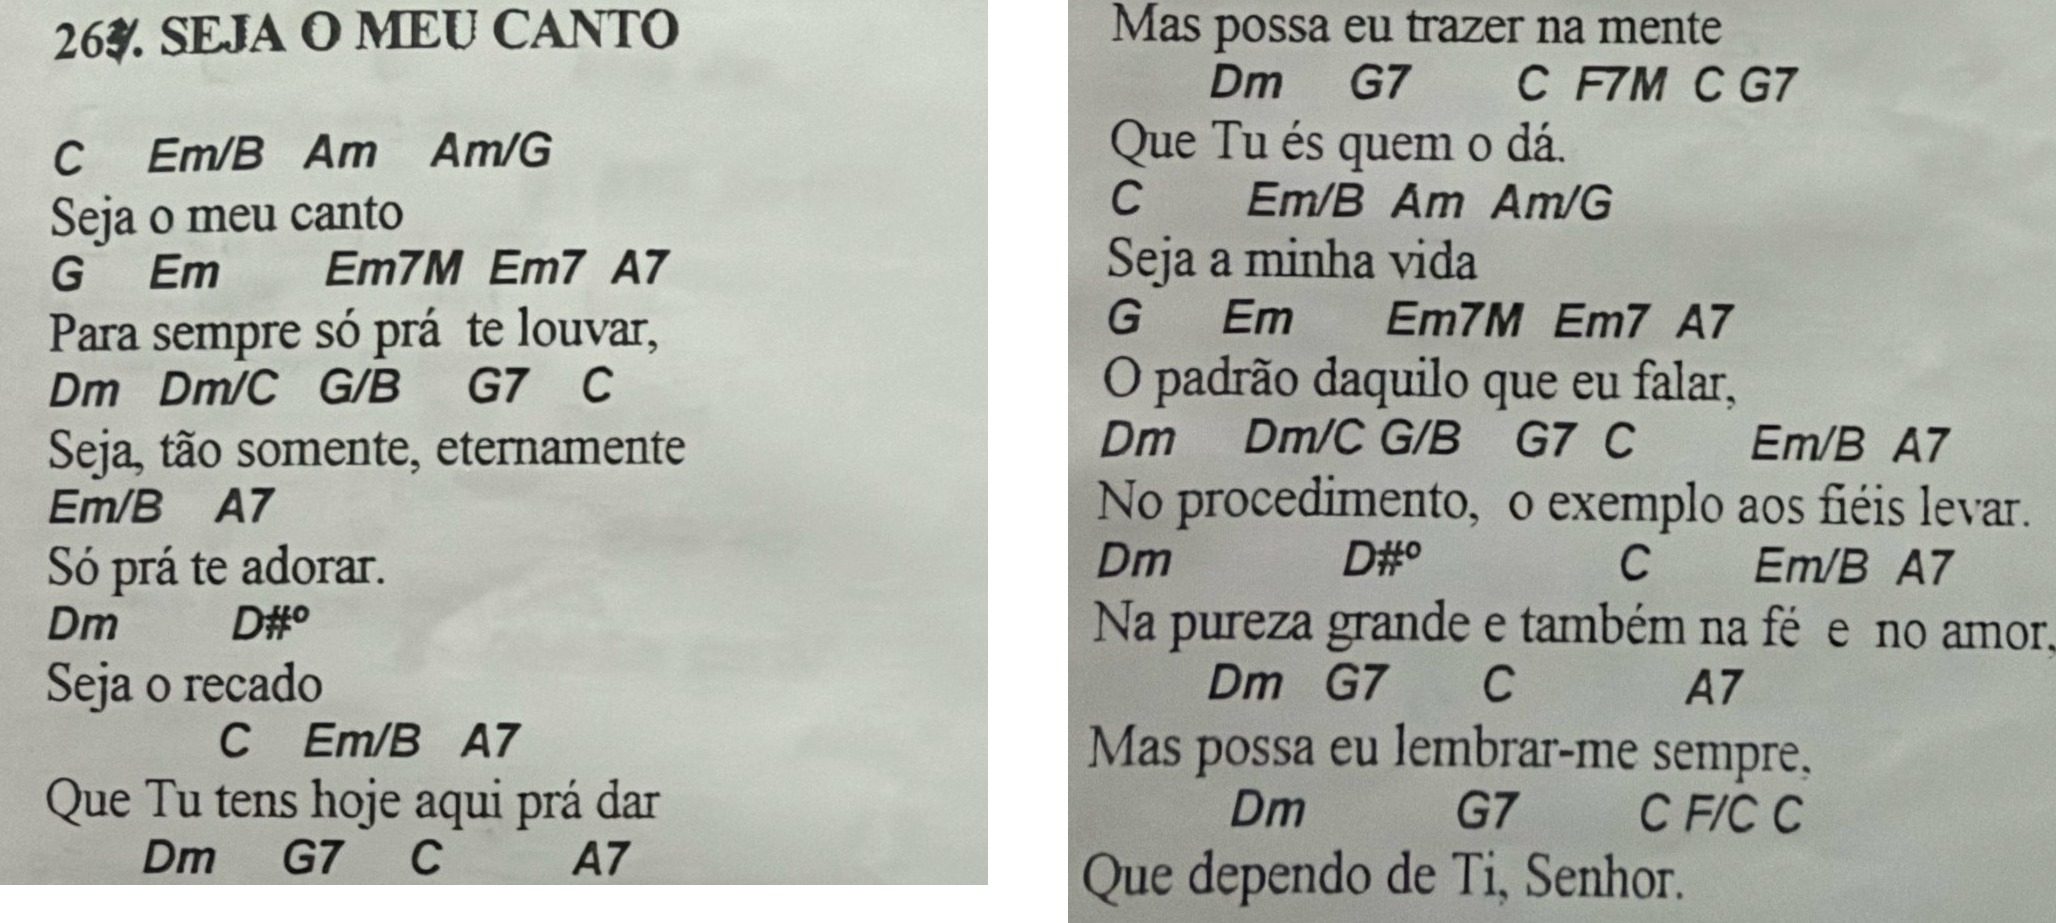 SEJA O MEU CANTO
C Em/B Am Am/G
Seja o meu canto
G Em Em7M Em7 A7
Para sempre só prá te louvar,
Dm Dm/C G/B G7 C
Seja, tão somente, eternamente
Em/B A7
Só prá te adorar.
Dm D#º
Seja o recado
C Em/B A7
Que Tu tens hoje aqui prá dar
Dm G7 C A7
Mas possa eu trazer na mente
Dm G7 C F7M C G7
Que Tu és quem o dá.
C Em/B Am Am/G
Seja a minha vida
G Em Em7M Em7 A7
O padrão daquilo que eu falar,
Dm Dm/C G/B G7 C Em/B A7
No procedimento, o exemplo aos fiéis levar.
Dm D#º C Em/B A7
Na pureza grande e também na fé e no amor,
Dm G7 C A7
Mas possa eu lembrar-me sempre,
Dm G7 C F/C C
Que dependo de Ti, Senhor.